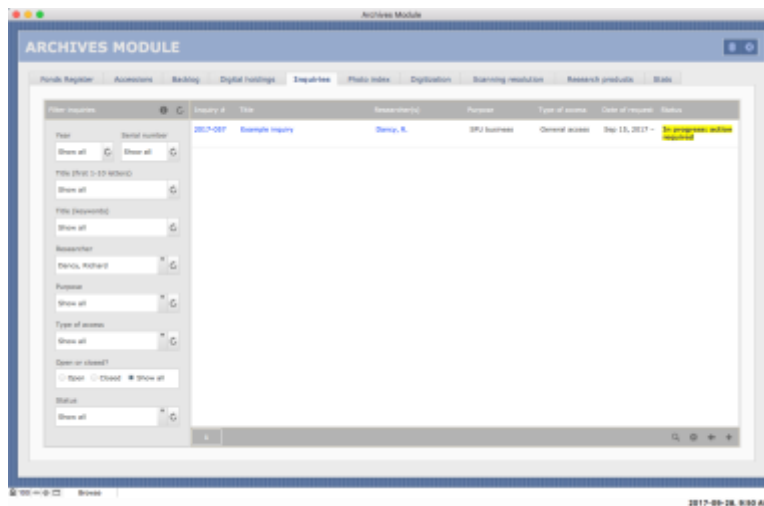 Archives Module
ARCHIVES MODULE
Fonds Register Accessions Backlog Digital holdings Inquiries Photo index Digitization Scanning resolution Research products Stats
Filter inquiries Inquiry # Title Researcher(s) Purpose Type of access Date of request Status
Year Serial number
Show all Show all
2017-007 Example inquiry Dancy, R. SFU business General access Sep 15, 2017 – In progress: action required
Title (first 1-10 letters)
Show all
Title (keywords)
Show all
Researcher
Dancy, Richard
Purpose
Show all
Type of access
Show all
Open or closed?
Open Closed Show all
Status
Show all
Browse
2017-09-28, 9:50 A